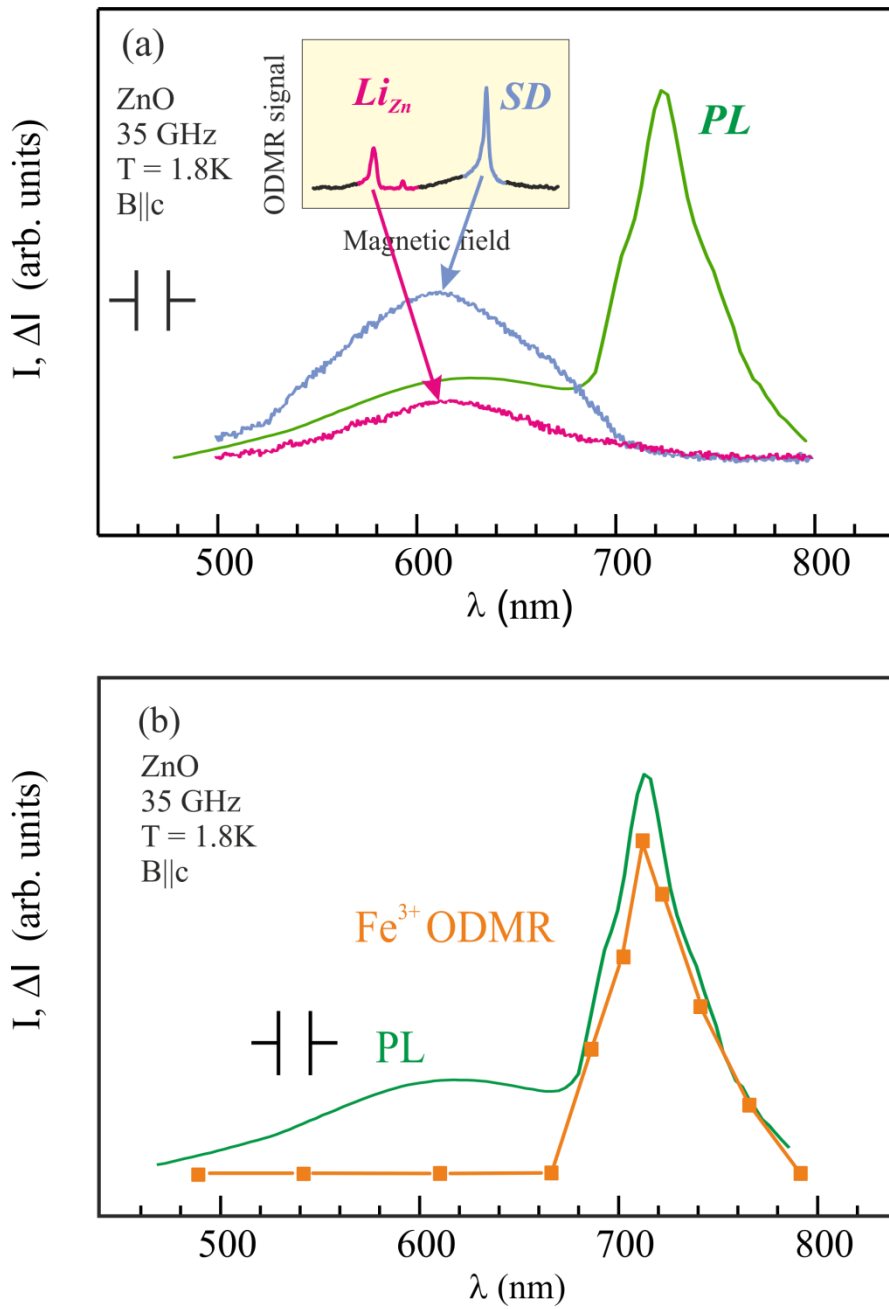 (a)
ZnO
35 GHz
T = 1.8K
B||c
ODMR signal
Li_Zn
SD
Magnetic field
PL
I, ΔI (arb. units)
500 600 700 800
λ (nm)
(b)
ZnO
35 GHz
T = 1.8K
B||c
Fe³⁺ ODMR
PL
I, ΔI (arb. units)
500 600 700 800
λ (nm)